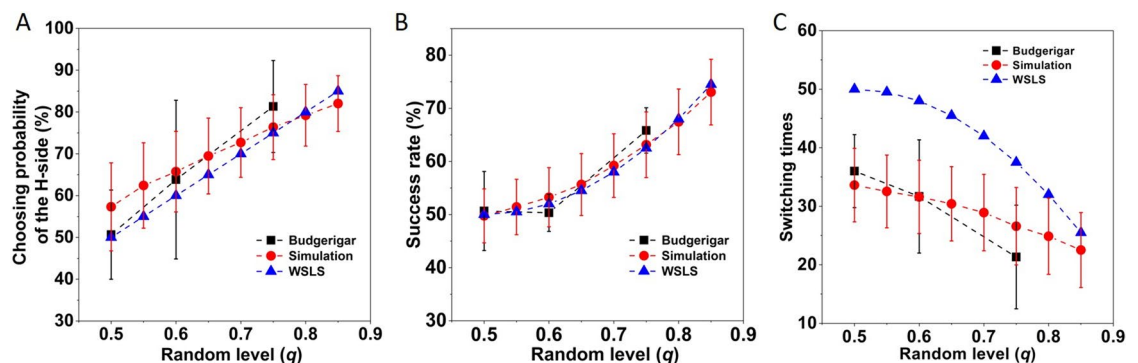 A
Choosing probability
of the H-side (%)
100
90
80
70
60
50
40
30
0.5
0.6
0.7
0.8
0.9
Random level (q)
Budgerigar
Simulation
WSLS
B
Success rate (%)
80
70
60
50
40
30
0.5
0.6
0.7
0.8
0.9
Random level (q)
Budgerigar
Simulation
WSLS
C
Switching times
60
50
40
30
20
10
0.5
0.6
0.7
0.8
0.9
Random level (q)
Budgerigar
Simulation
WSLS